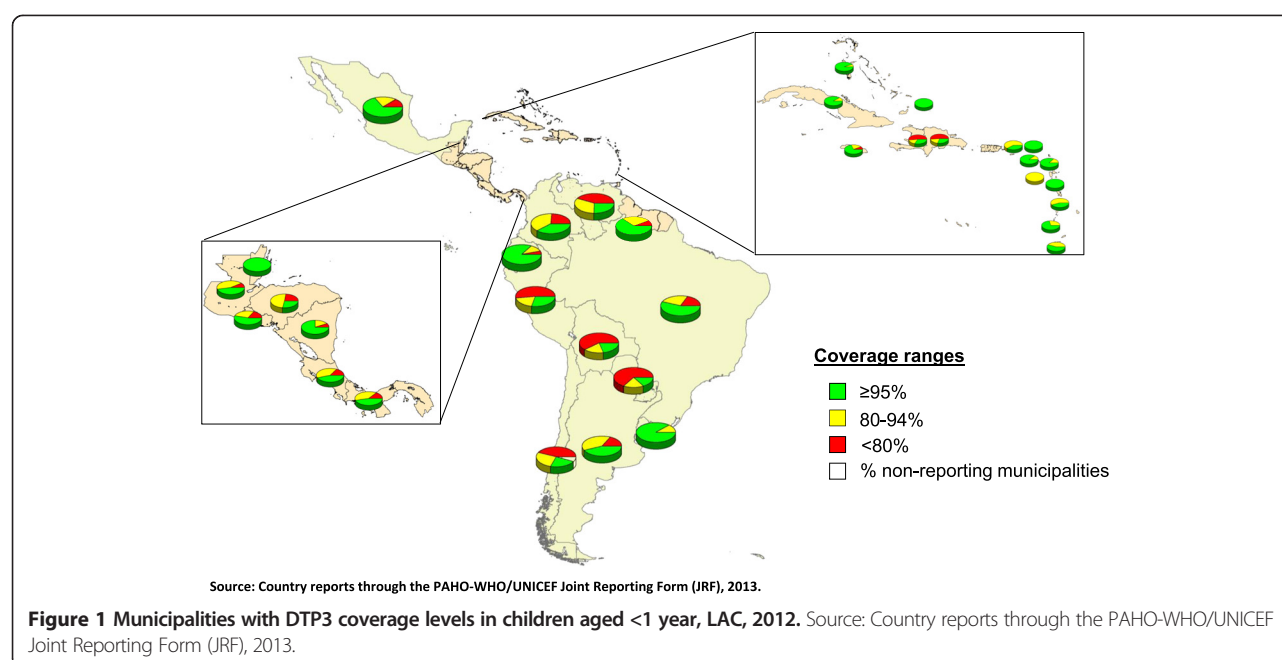 Coverage ranges
≥95%
80-94%
<80%
% non-reporting municipalities
Source: Country reports through the PAHO-WHO/UNICEF Joint Reporting Form (JRF), 2013.
Figure 1 Municipalities with DTP3 coverage levels in children aged <1 year, LAC, 2012. Source: Country reports through the PAHO-WHO/UNICEF
Joint Reporting Form (JRF), 2013.